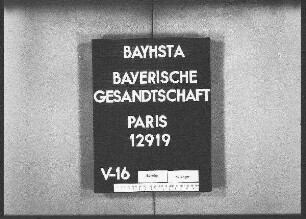 BAYHSTA
BAYERISCHE
GESANDTSCHAFT
PARIS
12919
V-16